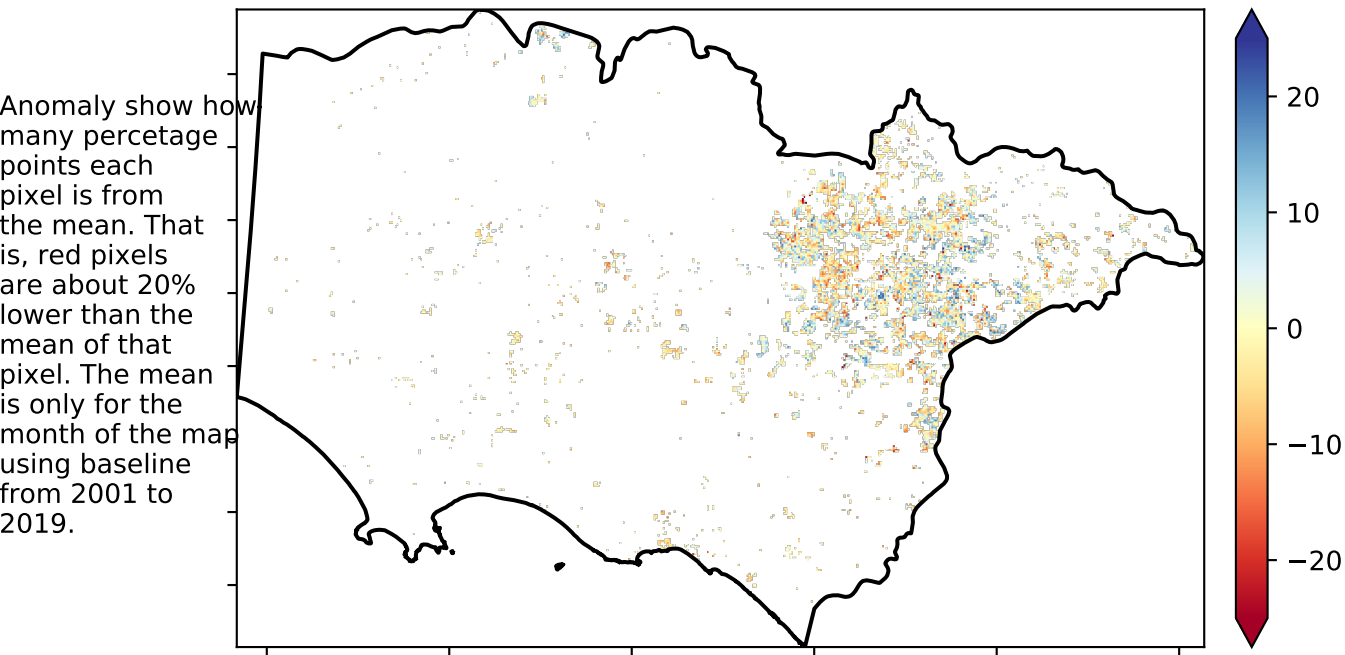 Anomaly show how
many percetage
points each
pixel is from
the mean. That
is, red pixels
are about 20%
lower than the
mean of that
pixel. The mean
is only for the
month of the map
using baseline
from 2001 to
2019.
20
10
0
−10
−20